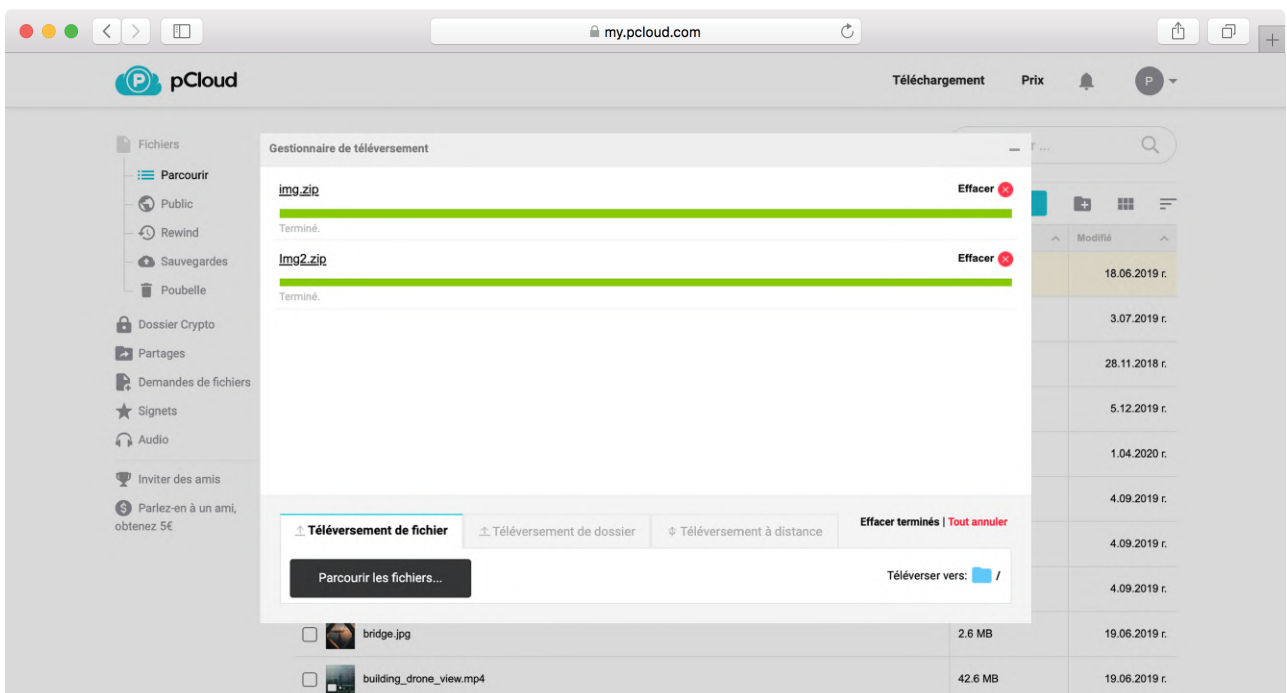 my.pcloud.com
P pCloud
Téléchargement Prix P
Fichiers
Parcourir
Public
Rewind
Sauvegardes
Poubelle
Dossier Crypto
Partages
Demandes de fichiers
Signets
Audio
Inviter des amis
Parlez-en à un ami,
obtenez 5€
Gestionnaire de téléversement
img.zip Effacer
Terminé.
Img2.zip Effacer
Terminé.
Téléversement de fichier Téléversement de dossier Téléversement à distance Effacer terminés | Tout annuler
Parcourir les fichiers... Téléverser vers: /
r ...
Modifié
18.06.2019 r.
3.07.2019 r.
28.11.2018 r.
5.12.2019 r.
1.04.2020 r.
4.09.2019 r.
4.09.2019 r.
4.09.2019 r.
bridge.jpg 2.6 MB 19.06.2019 r.
building_drone_view.mp4 42.6 MB 19.06.2019 r.